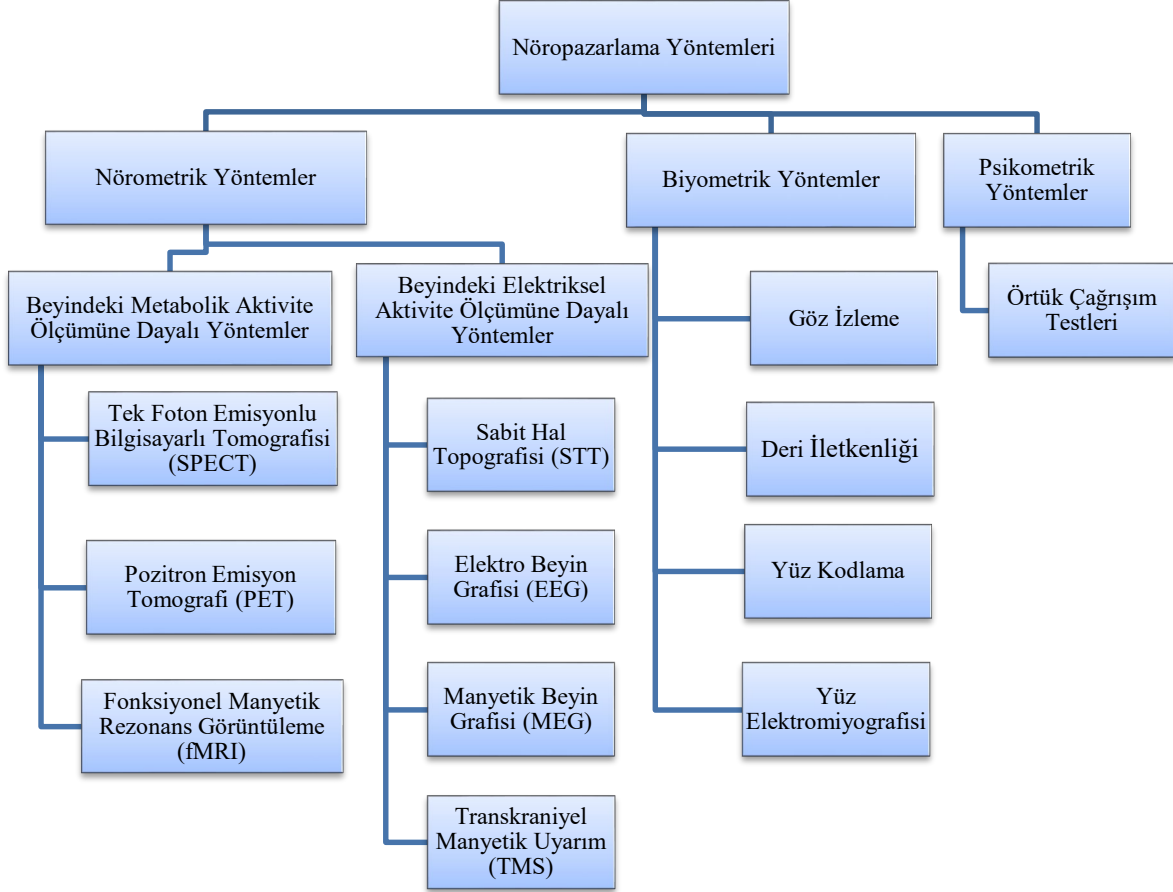 Nöropazarlama Yöntemleri
Nörometrik Yöntemler
Beyindeki Metabolik Aktivite
Ölçümüne Dayalı Yöntemler
Tek Foton Emisyonlu
Bilgisayarlı Tomografisi
(SPECT)
Pozitron Emisyon
Tomografi (PET)
Fonksiyonel Manyetik
Rezonans Görüntüleme
(fMRI)
Beyindeki Elektriksel
Aktivite Ölçümüne Dayalı
Yöntemler
Sabit Hal
Topografisi (STT)
Elektro Beyin
Grafisi (EEG)
Manyetik Beyin
Grafisi (MEG)
Transkraniyel
Manyetik Uyarım
(TMS)
Biyometrik Yöntemler
Göz İzleme
Deri İletkenliği
Yüz Kodlama
Yüz
Elektromiyografisi
Psikometrik
Yöntemler
Örtük Çağrışım
Testleri